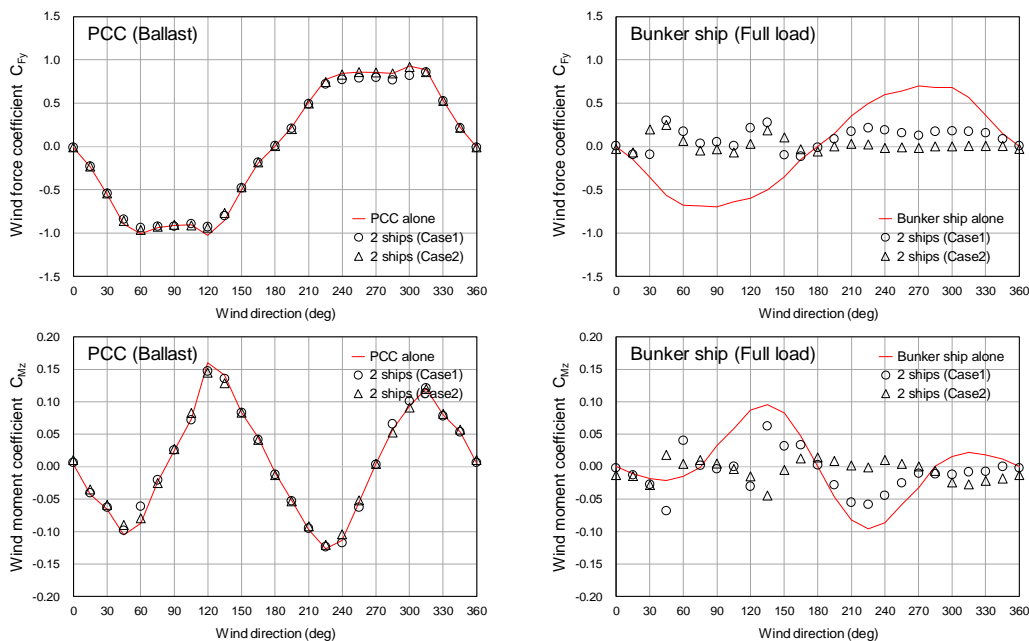 PCC (Ballast)
Wind force coefficient C_Fy
1.5
1.0
0.5
0.0
-0.5
-1.0
-1.5
PCC alone
2 ships (Case1)
2 ships (Case2)
0 30 60 90 120 150 180 210 240 270 300 330 360
Wind direction (deg)
Bunker ship (Full load)
Wind force coefficient C_Fy
1.5
1.0
0.5
0.0
-0.5
-1.0
-1.5
Bunker ship alone
2 ships (Case1)
2 ships (Case2)
0 30 60 90 120 150 180 210 240 270 300 330 360
Wind direction (deg)
PCC (Ballast)
Wind moment coefficient C_Mz
0.20
0.15
0.10
0.05
0.00
-0.05
-0.10
-0.15
-0.20
PCC alone
2 ships (Case1)
2 ships (Case2)
0 30 60 90 120 150 180 210 240 270 300 330 360
Wind direction (deg)
Bunker ship (Full load)
Wind moment coefficient C_Mz
0.20
0.15
0.10
0.05
0.00
-0.05
-0.10
-0.15
-0.20
Bunker ship alone
2 ships (Case1)
2 ships (Case2)
0 30 60 90 120 150 180 210 240 270 300 330 360
Wind direction (deg)